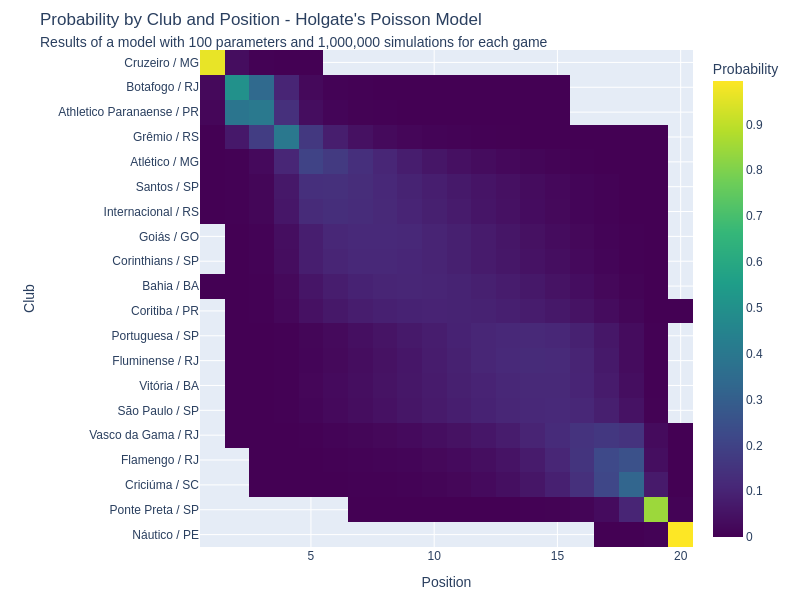 Probability by Club and Position - Holgate's Poisson Model
Results of a model with 100 parameters and 1,000,000 simulations for each game
Probability
Cruzeiro / MG
Botafogo / RJ
Athletico Paranaense / PR
Grêmio / RS
Atlético / MG
Santos / SP
Internacional / RS
Goiás / GO
Corinthians / SP
Bahia / BA
Coritiba / PR
Portuguesa / SP
Fluminense / RJ
Vitória / BA
São Paulo / SP
Vasco da Gama / RJ
Flamengo / RJ
Criciúma / SC
Ponte Preta / SP
Náutico / PE
Club
5
10
15
20
Position
0.9
0.8
0.7
0.6
0.5
0.4
0.3
0.2
0.1
0